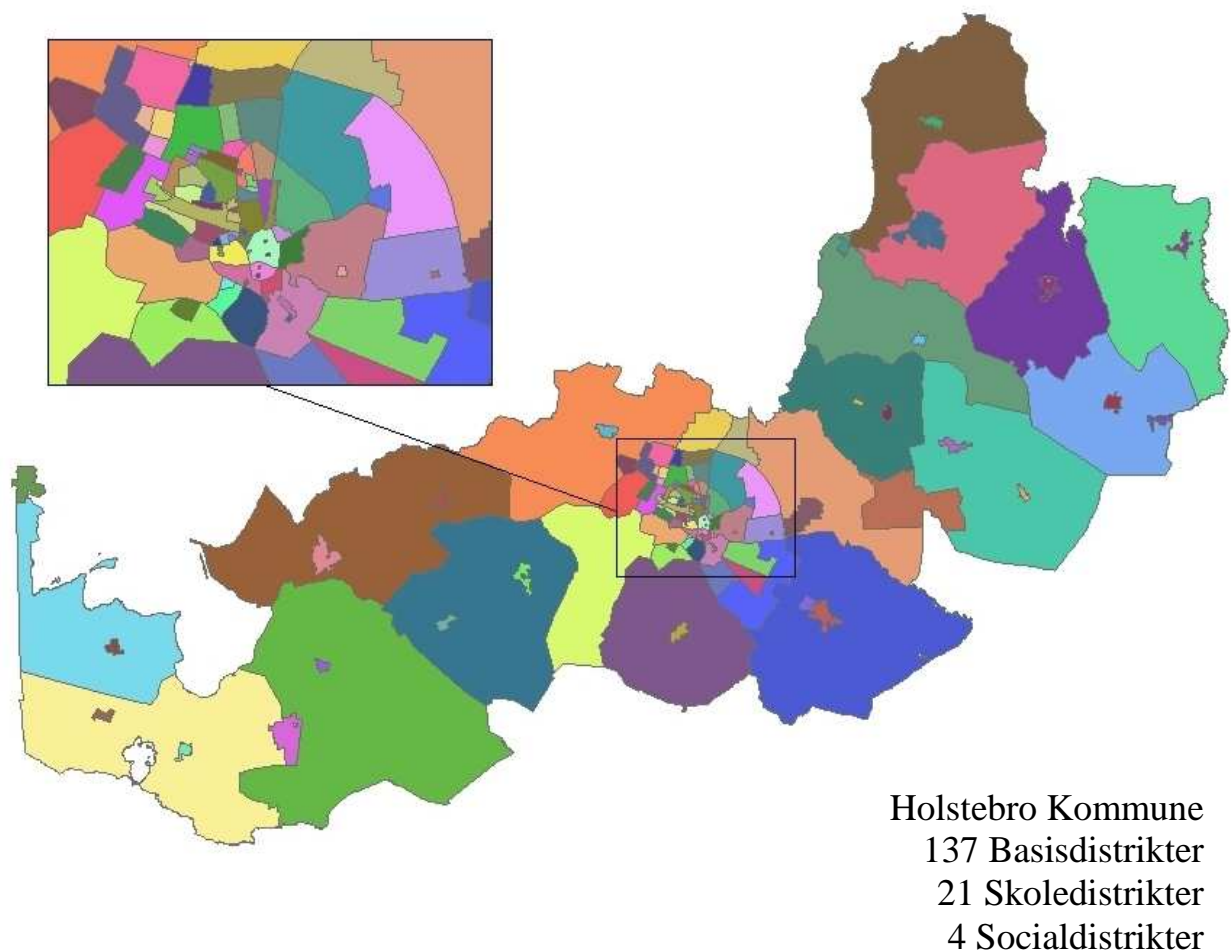 Holstebro Kommune
137 Basisdistrikter
21 Skoledistrikter
4 Socialdistrikter